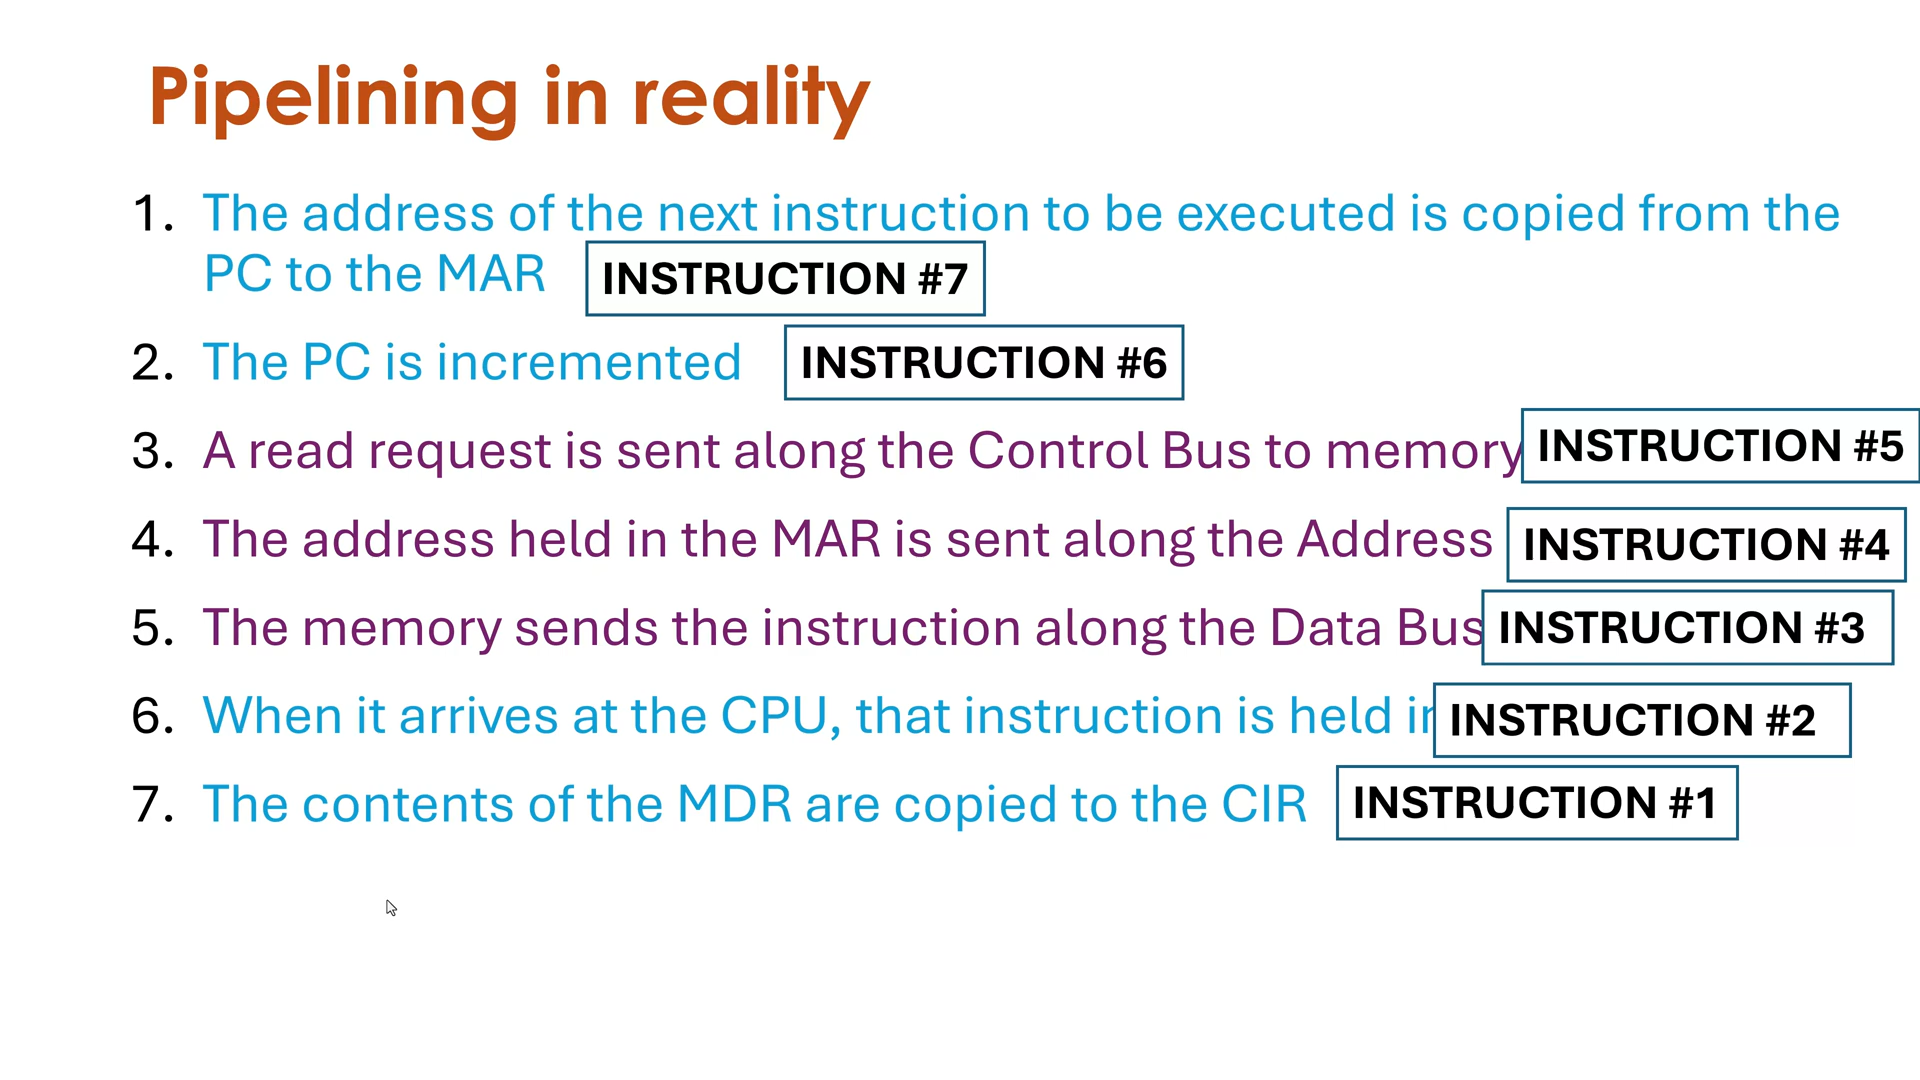 Pipelining in reality
1. The address of the next instruction to be executed is copied from the
PC to the MAR INSTRUCTION #7
2. The PC is incremented INSTRUCTION #6
3. A read request is sent along the Control Bus to memory INSTRUCTION #5
4. The address held in the MAR is sent along the Address INSTRUCTION #4
5. The memory sends the instruction along the Data Bus INSTRUCTION #3
6. When it arrives at the CPU, that instruction is held INSTRUCTION #2
7. The contents of the MDR are copied to the CIR INSTRUCTION #1